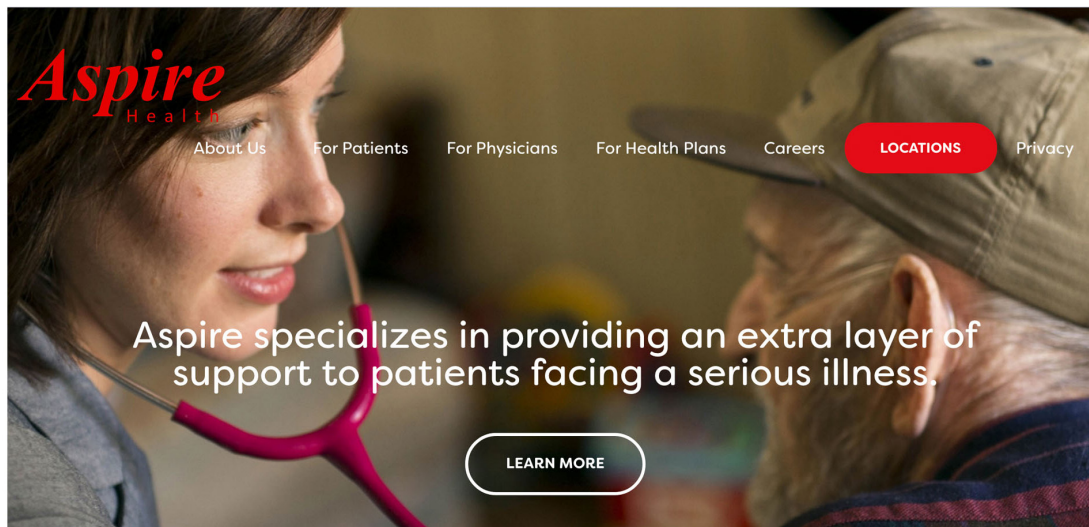 Aspire
Health
About Us For Patients For Physicians For Health Plans Careers LOCATIONS Privacy
Aspire specializes in providing an extra layer of
support to patients facing a serious illness.
LEARN MORE